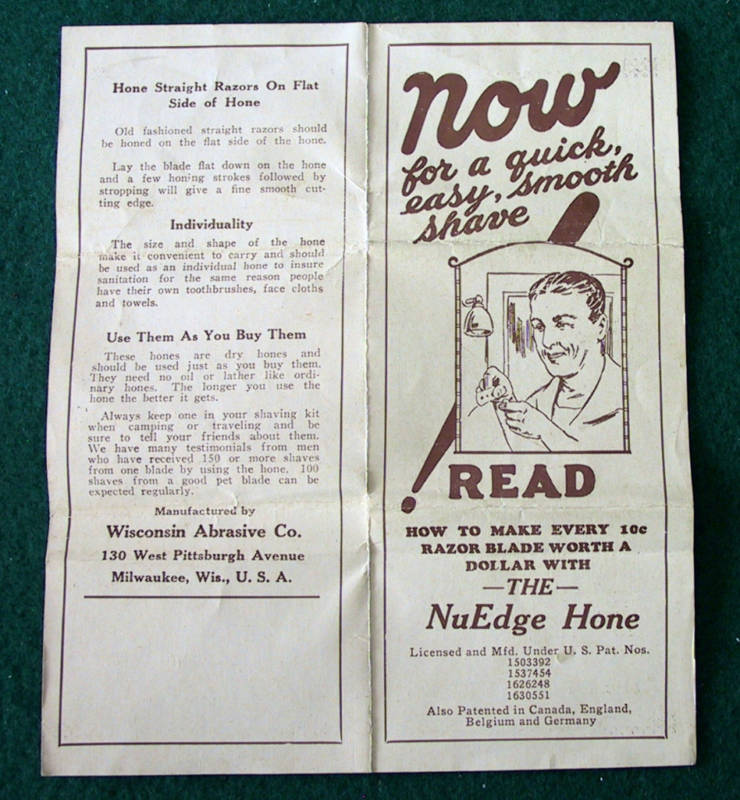 Hone Straight Razors On Flat
Side of Hone
Old fashioned straight razors should
be honed on the flat side of the hone.
Lay the blade flat down on the hone
and a few honing strokes followed by
stropping will give a fine smooth cut-
ting edge.
Individuality
The size and shape of the hone
make it convenient to carry and should
be used as an individual hone to insure
sanitation for the same reason people
have their own toothbrushes, face cloths
and towels.
Use Them As You Buy Them
These hones are dry hones and
should be used just as you buy them.
They need no oil or lather like ordi-
nary hones. The longer you use the
hone the better it gets.
Always keep one in your shaving kit
when camping or traveling and be
sure to tell your friends about them.
We have many testimonials from men
who have received 150 or more shaves
from one blade by using the hone. 100
shaves from a good pet blade can be
expected regularly.
Manufactured by
Wisconsin Abrasive Co.
130 West Pittsburgh Avenue
Milwaukee, Wis., U. S. A.
Now
for a quick,
easy, smooth
shave
READ
HOW TO MAKE EVERY 10c
RAZOR BLADE WORTH A
DOLLAR WITH
—THE—
NuEdge Hone
Licensed and Mfd. Under U. S. Pat. Nos.
1503392
1537454
1626248
1630551
Also Patented in Canada, England,
Belgium and Germany